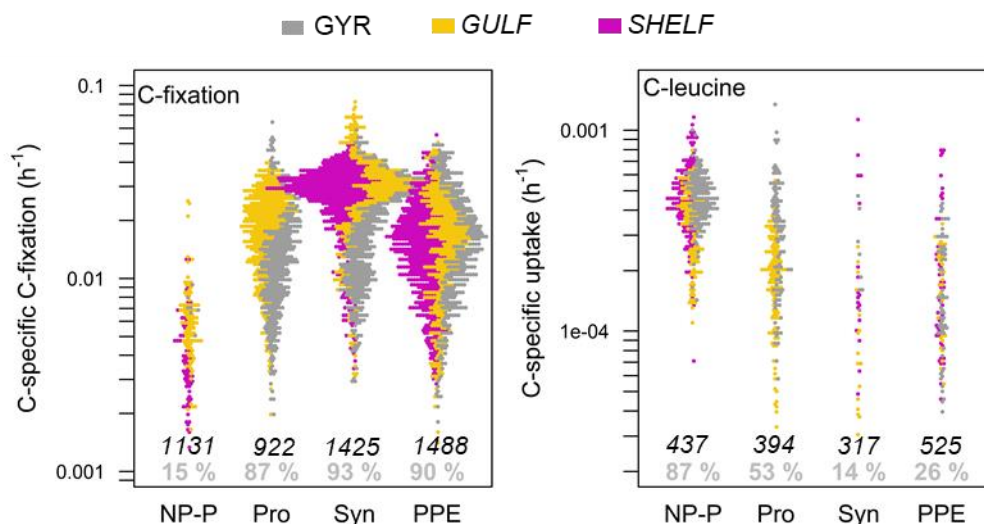 GYR GULF SHELF
C-fixation
C-specific C-fixation (h⁻¹)
0.1
0.01
0.001
1131 922 1425 1488
15 % 87 % 93 % 90 %
NP-P Pro Syn PPE
C-leucine
C-specific uptake (h⁻¹)
0.001
1e-04
437 394 317 525
87 % 53 % 14 % 26 %
NP-P Pro Syn PPE